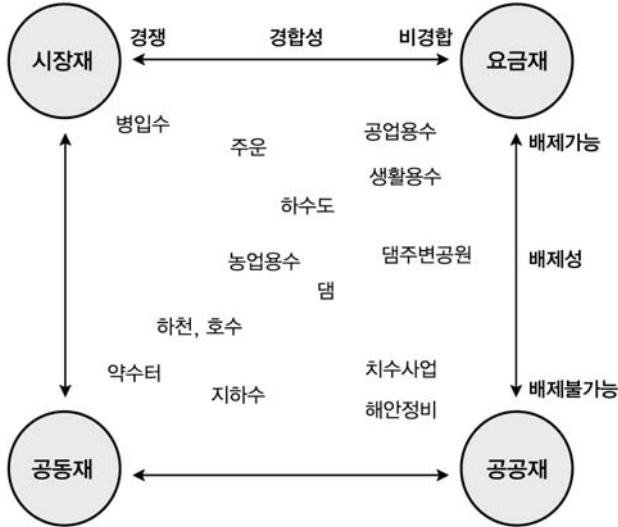 시장재 경쟁 경합성 비경합 요금재
병입수
주운
공업용수
배제가능
생활용수
하수도
농업용수
댐주변공원
배제성
댐
하천, 호수
약수터
치수사업
지하수
배제불가능
해안정비
공동재
공공재